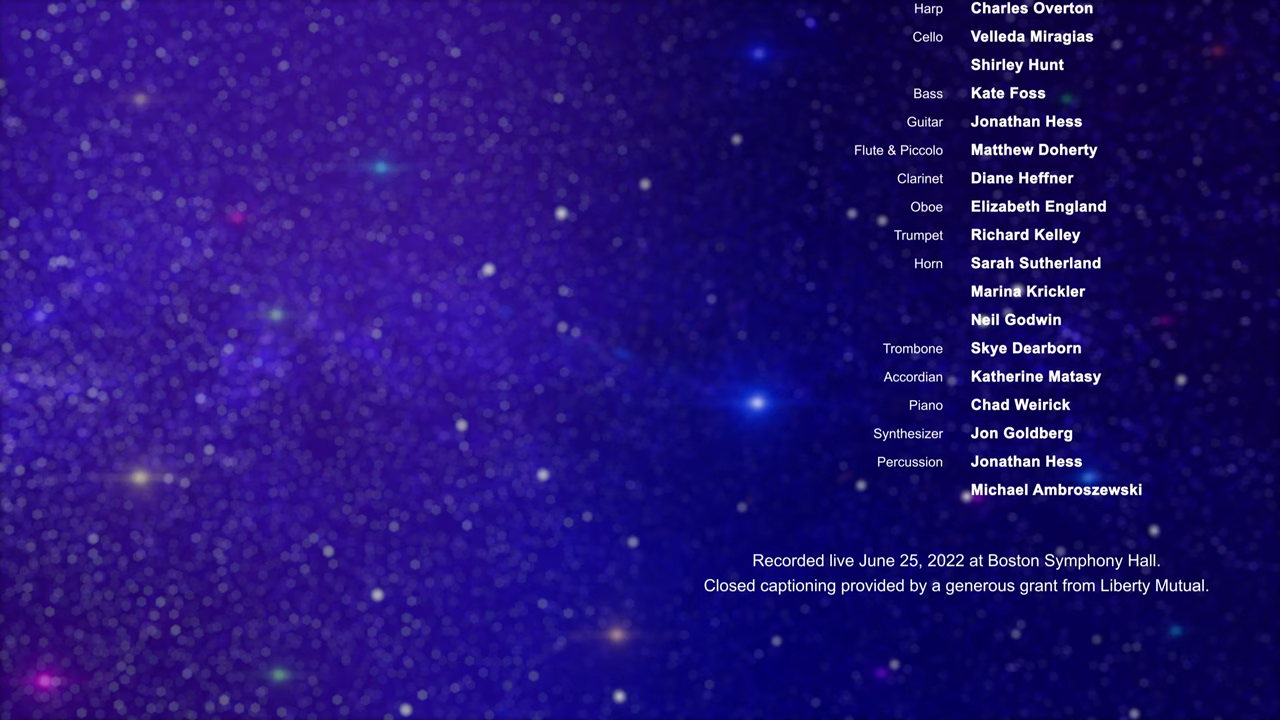 Harp Charles Overton
Cello Velleda Miragias
Shirley Hunt
Bass Kate Foss
Guitar Jonathan Hess
Flute & Piccolo Matthew Doherty
Clarinet Diane Heffner
Oboe Elizabeth England
Trumpet Richard Kelley
Horn Sarah Sutherland
Marina Krickler
Neil Godwin
Trombone Skye Dearborn
Accordian Katherine Matasy
Piano Chad Weirick
Synthesizer Jon Goldberg
Percussion Jonathan Hess
Michael Ambroszewski
Recorded live June 25, 2022 at Boston Symphony Hall.
Closed captioning provided by a generous grant from Liberty Mutual.